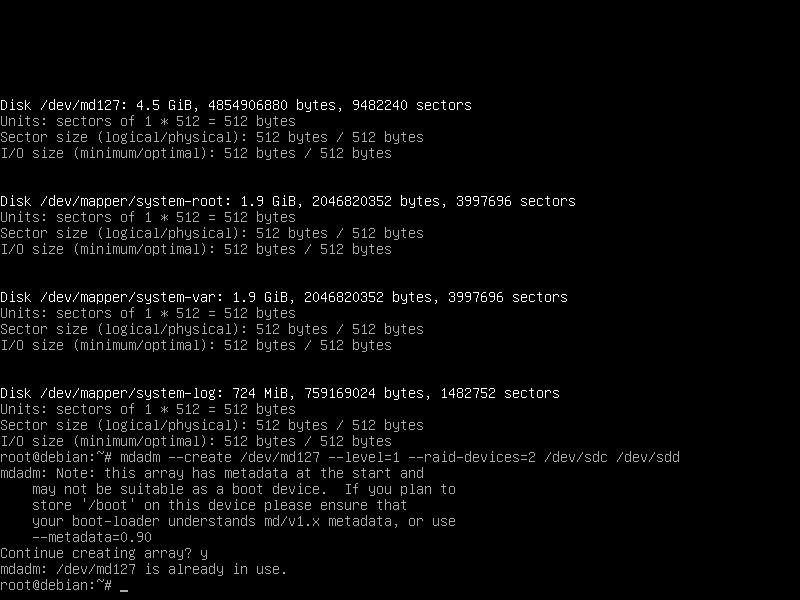 Disk /dev/md127: 4.5 GiB, 4854906880 bytes, 9482240 sectors
Units: sectors of 1 * 512 = 512 bytes
Sector size (logical/physical): 512 bytes / 512 bytes
I/O size (minimum/optimal): 512 bytes / 512 bytes
Disk /dev/mapper/system-root: 1.9 GiB, 2046820352 bytes, 3997696 sectors
Units: sectors of 1 * 512 = 512 bytes
Sector size (logical/physical): 512 bytes / 512 bytes
I/O size (minimum/optimal): 512 bytes / 512 bytes
Disk /dev/mapper/system-var: 1.9 GiB, 2046820352 bytes, 3997696 sectors
Units: sectors of 1 * 512 = 512 bytes
Sector size (logical/physical): 512 bytes / 512 bytes
I/O size (minimum/optimal): 512 bytes / 512 bytes
Disk /dev/mapper/system-log: 724 MiB, 759169024 bytes, 1482752 sectors
Units: sectors of 1 * 512 = 512 bytes
Sector size (logical/physical): 512 bytes / 512 bytes
I/O size (minimum/optimal): 512 bytes / 512 bytes
root@debian:~# mdadm --create /dev/md127 --level=1 --raid-devices=2 /dev/sdc /dev/sdd
mdadm: Note: this array has metadata at the start and
    may not be suitable as a boot device.  If you plan to
    store '/boot' on this device please ensure that
    your boot-loader understands md/v1.x metadata, or use
    --metadata=0.90
Continue creating array? y
mdadm: /dev/md127 is already in use.
root@debian:~# _